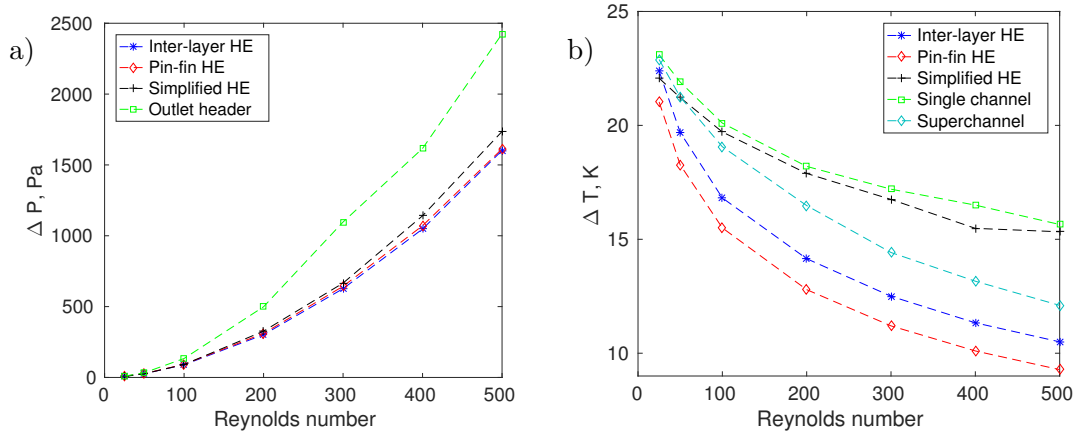 a)
2500
2000
1500
1000
500
0
Δ P, Pa
Inter-layer HE
Pin-fin HE
Simplified HE
Outlet header
0 100 200 300 400 500
Reynolds number
b)
25
20
15
10
Δ T, K
Inter-layer HE
Pin-fin HE
Simplified HE
Single channel
Superchannel
0 100 200 300 400 500
Reynolds number